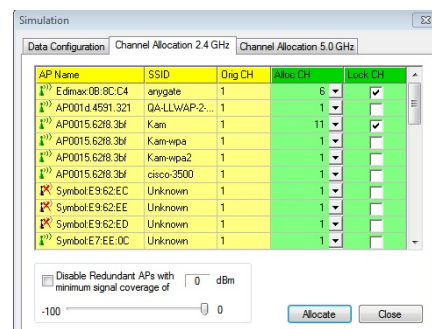 Simulation
Data Configuration Channel Allocation 2.4 GHz Channel Allocation 5.0 GHz
AP Name SSID Orig CH Alloc CH Lock CH
Edimax:0B:8C:C4 anygate 1 6
AP001d.4591.321 QA-LLWAP-2-... 1 1
AP0015.62f8.3bf Kam 1 11
AP0015.62f8.3bf Kam-wpa 1 1
AP0015.62f8.3bf Kam-wpa2 1 1
AP0015.62f8.3bf cisco-3500 1 1
Symbol:E9:62:EC Unknown 1 1
Symbol:E9:62:EE Unknown 1 1
Symbol:E9:62:ED Unknown 1 1
Symbol:E7:EE:0C Unknown 1 1
Disable Redundant APs with
minimum signal coverage of 0 dBm
-100 0
Allocate Close